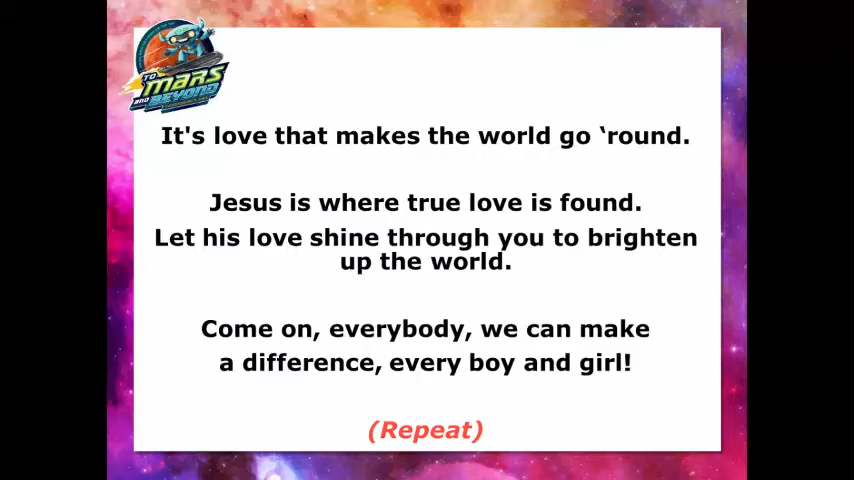 TO
MARS
AND
BEYOND
It's love that makes the world go ‘round.
Jesus is where true love is found.
Let his love shine through you to brighten
up the world.
Come on, everybody, we can make
a difference, every boy and girl!
(Repeat)